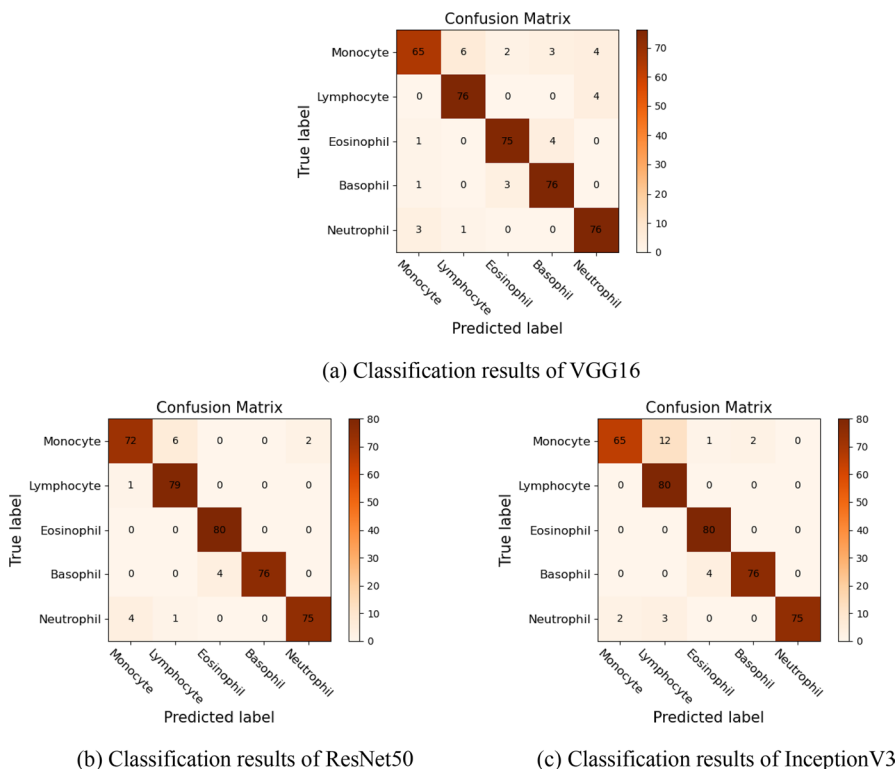 Confusion Matrix
Monocyte 65 6 2 3 4
Lymphocyte 0 76 0 0 4
Eosinophil 1 0 75 4 0
Basophil 1 0 3 76 0
Neutrophil 3 1 0 0 76
True label
Monocyte Lymphocyte Eosinophil Basophil Neutrophil
Predicted label
70
60
50
40
30
20
10
0
(a) Classification results of VGG16
Confusion Matrix
Monocyte 72 6 0 0 2
Lymphocyte 1 79 0 0 0
Eosinophil 0 0 80 0 0
Basophil 0 0 4 76 0
Neutrophil 4 1 0 0 75
True label
Monocyte Lymphocyte Eosinophil Basophil Neutrophil
Predicted label
80
70
60
50
40
30
20
10
0
(b) Classification results of ResNet50
Confusion Matrix
Monocyte 65 12 1 2 0
Lymphocyte 0 80 0 0 0
Eosinophil 0 0 80 0 0
Basophil 0 0 4 76 0
Neutrophil 2 3 0 0 75
True label
Monocyte Lymphocyte Eosinophil Basophil Neutrophil
Predicted label
80
70
60
50
40
30
20
10
0
(c) Classification results of InceptionV3